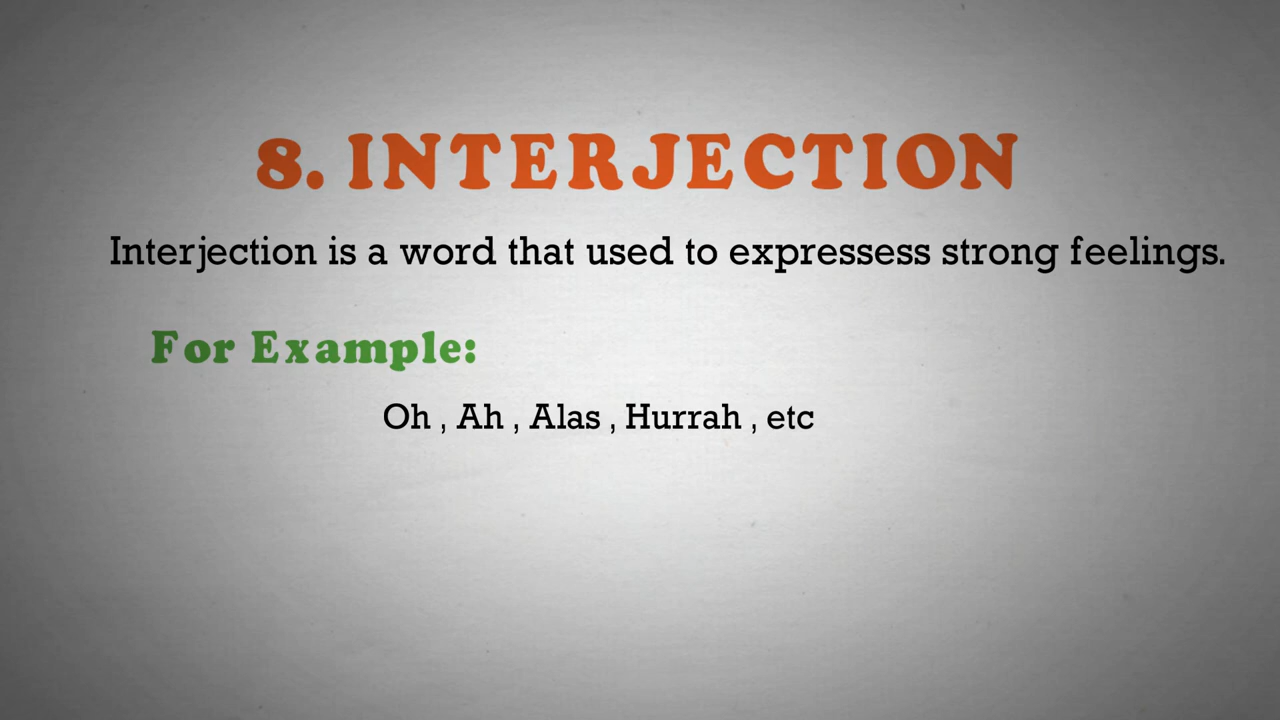 8. INTERJECTION
Interjection is a word that used to expressess strong feelings.
For Example:
Oh , Ah , Alas , Hurrah , etc